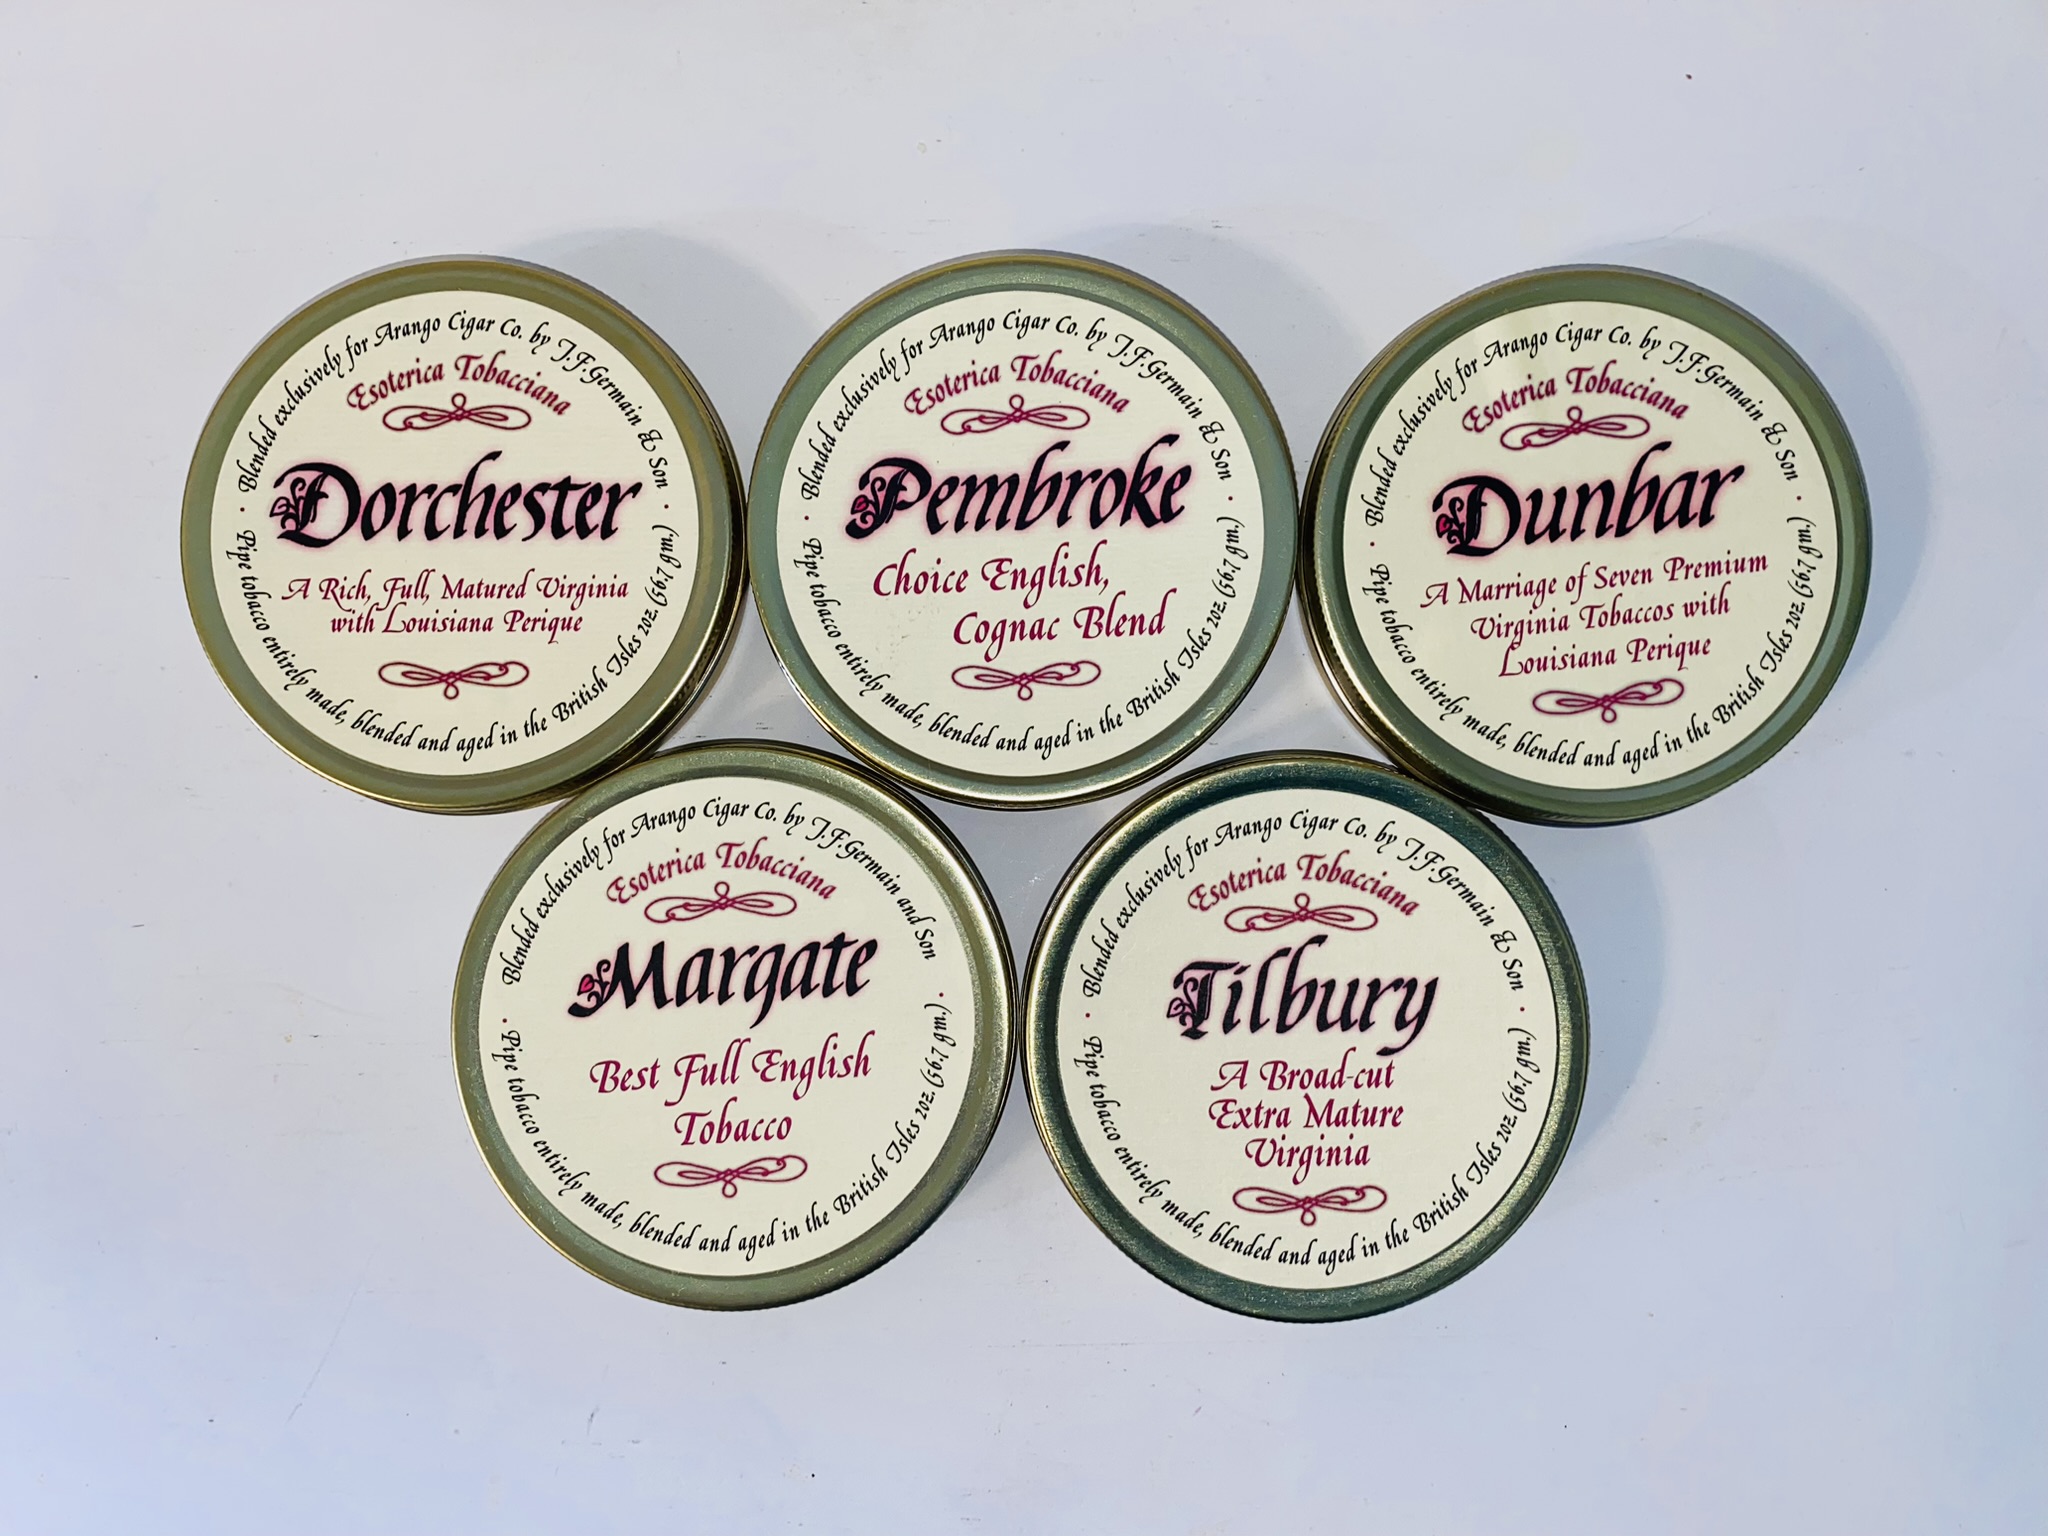 Blended exclusively for Arango Cigar Co. by J.F.Germain & Son
Esoterica Tobacciana
Dorchester
A Rich, Full, Matured Virginia
with Louisiana Perique
Pipe tobacco entirely made, blended and aged in the British Isles 2oz.(56.7 gm.)
Blended exclusively for Arango Cigar Co. by J.F.Germain & Son
Esoterica Tobacciana
Pembroke
Choice English,
Cognac Blend
Pipe tobacco entirely made, blended and aged in the British Isles 2oz.(56.7 gm.)
Blended exclusively for Arango Cigar Co. by J.F.Germain & Son
Esoterica Tobacciana
Dunbar
A Marriage of Seven Premium
Virginia Tobaccos with
Louisiana Perique
Pipe tobacco entirely made, blended and aged in the British Isles 2oz.(56.7 gm.)
Blended exclusively for Arango Cigar Co. by J.F.Germain and Son
Esoterica Tobacciana
Margate
Best Full English
Tobacco
Pipe tobacco entirely made, blended and aged in the British Isles 2oz.(56.7 gm.)
Blended exclusively for Arango Cigar Co. by J.F.Germain & Son
Esoterica Tobacciana
Tilbury
A Broad-cut
Extra Mature
Virginia
Pipe tobacco entirely made, blended and aged in the British Isles 2oz.(56.7 gm.)